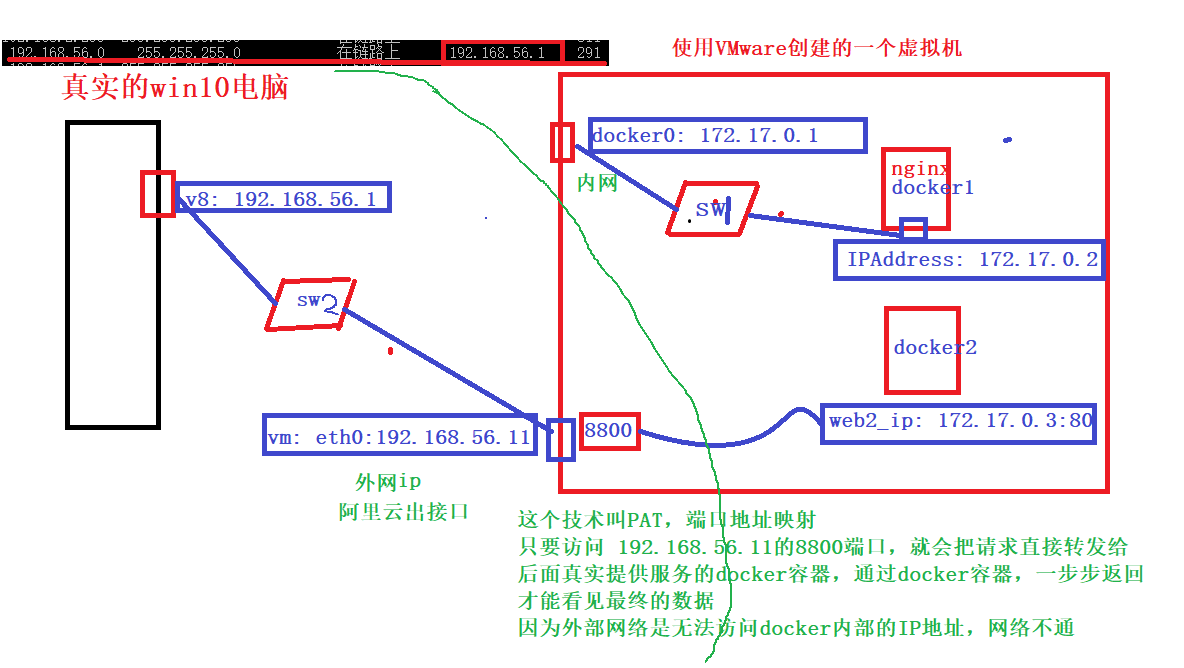 192.168.56.0 255.255.255.0 在链路上 192.168.56.1 291
使用VMware创建的一个虚拟机
真实的win10电脑
docker0: 172.17.0.1
内网
SW1
nginx
docker1
v8: 192.168.56.1
IPAddress: 172.17.0.2
sw2
docker2
web2_ip: 172.17.0.3:80
8800
vm: eth0:192.168.56.11
外网ip
阿里云出接口
这个技术叫PAT，端口地址映射
只要访问 192.168.56.11的8800端口，就会把请求直接转发给
后面真实提供服务的docker容器，通过docker容器，一步步返回
才能看见最终的数据
因为外部网络是无法访问docker内部的IP地址，网络不通